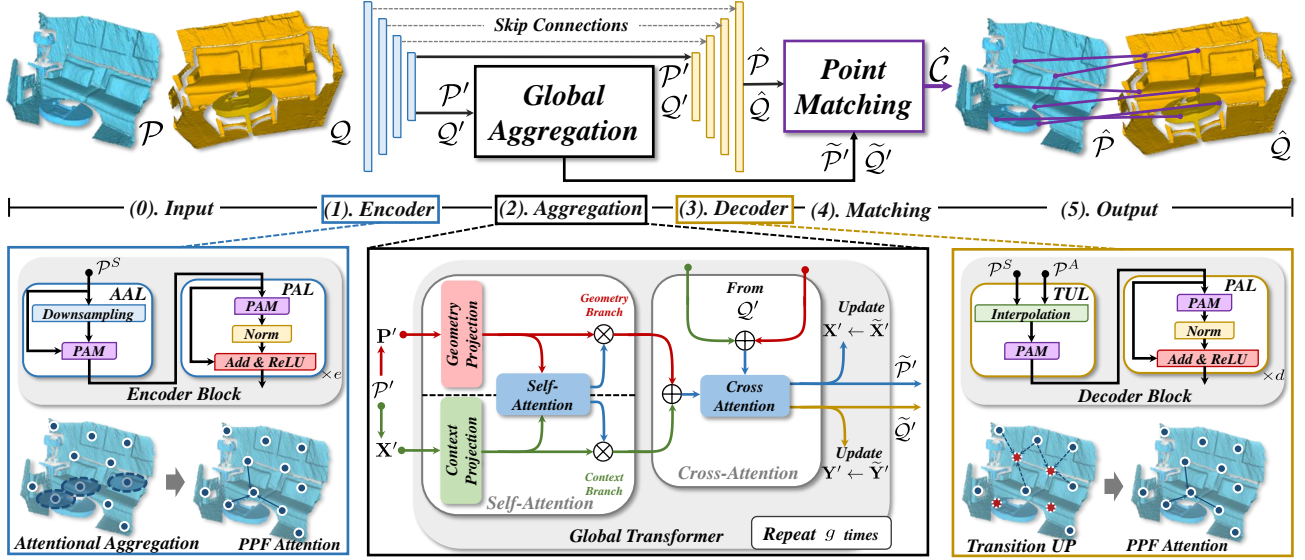 Skip Connections
𝒫
𝒬
𝒫′
𝒬′
Global
Aggregation
𝒫′
𝒬′
𝒫̂
𝒬̂
Point
Matching
𝒞̂
𝒫̃′ 𝒬̃′
𝒫̂
𝒬̂
(0). Input
(1). Encoder
(2). Aggregation
(3). Decoder
(4). Matching
(5). Output
𝒫^S
AAL
Downsampling
PAM
PAL
PAM
Norm
Add & ReLU
×e
Encoder Block
Attentional Aggregation
PPF Attention
P′
𝒫′
X′
Geometry
Projection
Context
Projection
Self-
Attention
Geometry
Branch
Context
Branch
Self-Attention
From
𝒬′
Cross
Attention
Cross-Attention
Update
X′ ← X̃′
𝒫̃′
𝒬̃′
Update
Y′ ← Ỹ′
Global Transformer
Repeat g times
𝒫^S
𝒫^A
TUL
Interpolation
PAM
PAL
PAM
Norm
Add & ReLU
×d
Decoder Block
Transition UP
PPF Attention